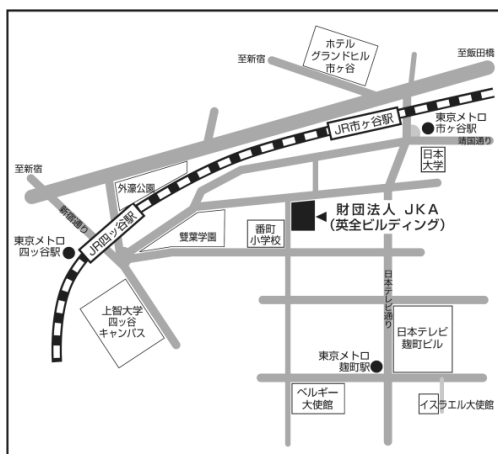 ホテル
グランドヒル
市ヶ谷
至新宿
至飯田橋
JR市ヶ谷駅
東京メトロ
市ヶ谷駅
靖国通り
日本
大学
至新宿
外濠公園
新宿通り
JR四ッ谷駅
東京メトロ
四ッ谷駅
雙葉学園
番町
小学校
財団法人 JKA
(英全ビルディング)
上智大学
四ッ谷
キャンパス
日本テレビ通り
日本テレビ
麹町ビル
東京メトロ
麹町駅
ベルギー
大使館
イスラエル大使館